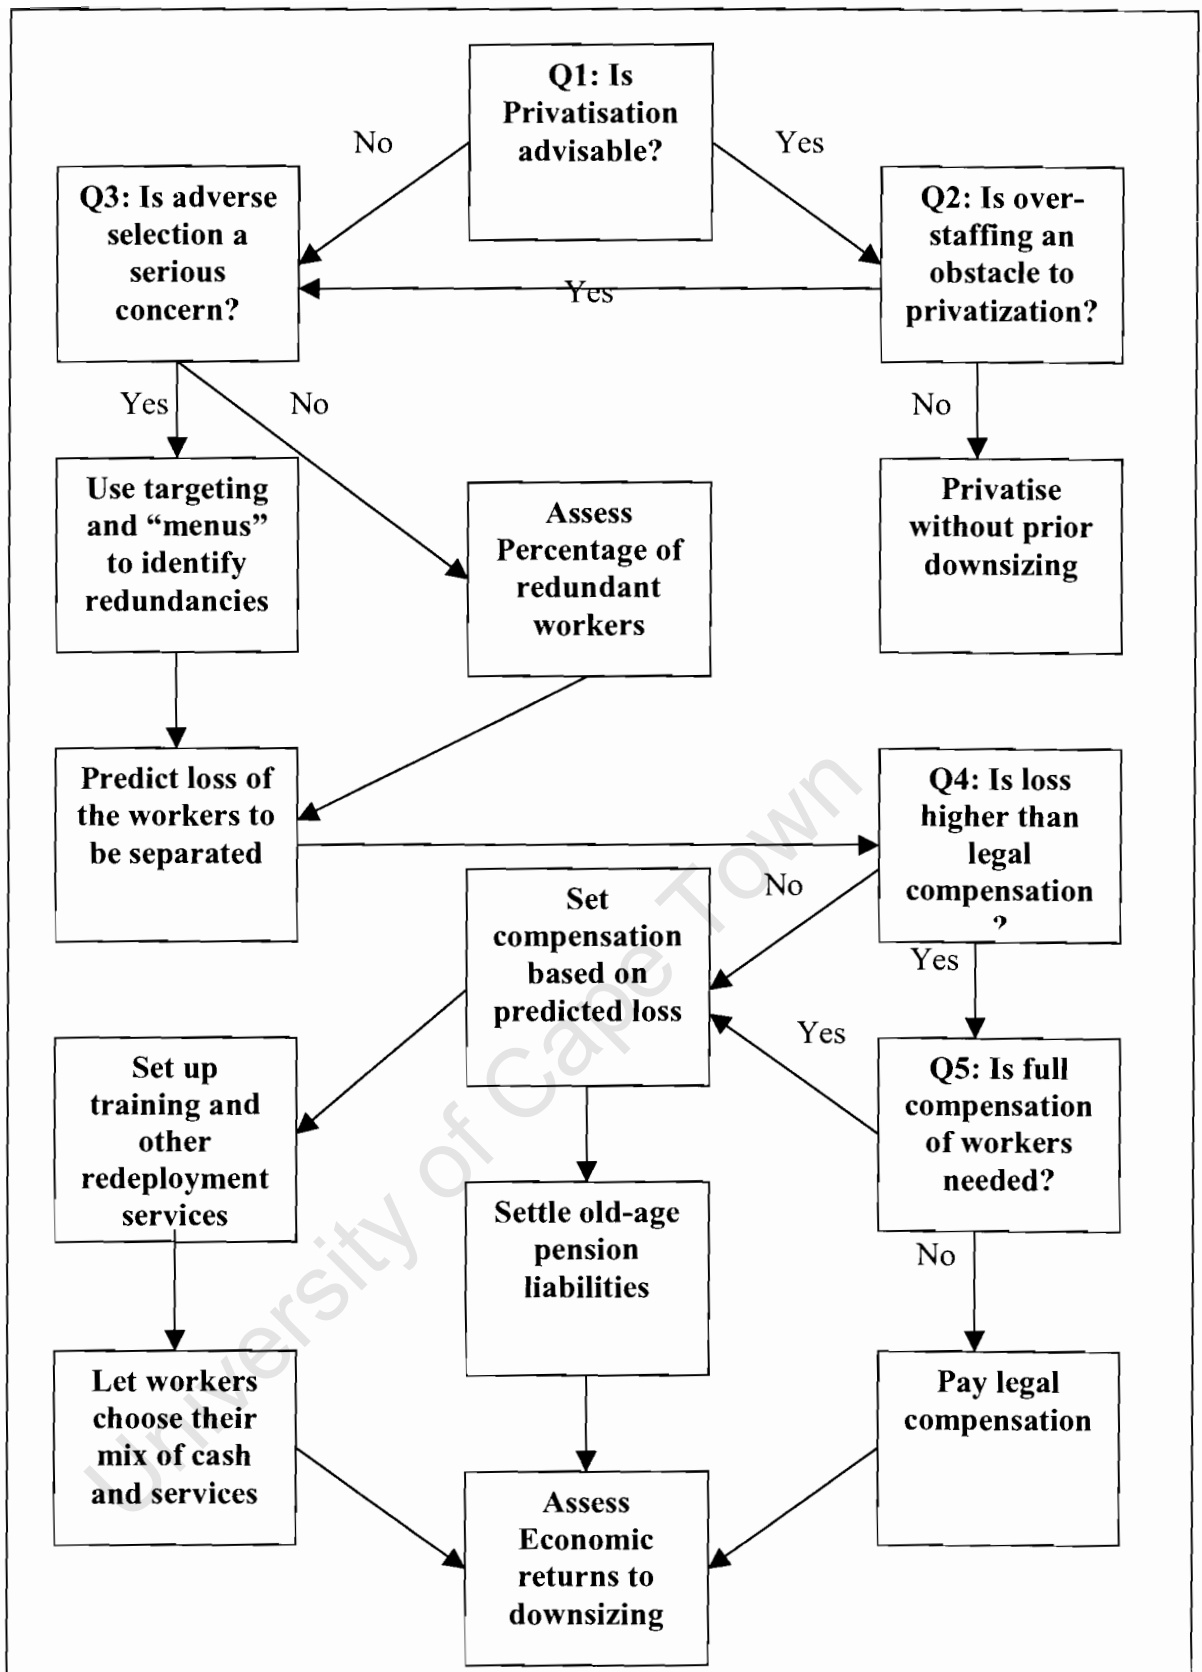 Q1: Is
Privatisation
advisable?
No
Yes
Q3: Is adverse
selection a
serious
concern?
Q2: Is over-
staffing an
obstacle to
privatization?
Yes
Yes
No
No
Use targeting
and “menus”
to identify
redundancies
Assess
Percentage of
redundant
workers
Privatise
without prior
downsizing
Predict loss of
the workers to
be separated
Q4: Is loss
higher than
legal
compensation
?
No
Set
compensation
based on
predicted loss
Yes
Yes
Set up
training and
other
redeployment
services
Q5: Is full
compensation
of workers
needed?
Settle old-age
pension
liabilities
No
Let workers
choose their
mix of cash
and services
Pay legal
compensation
Assess
Economic
returns to
downsizing
University of Cape Town